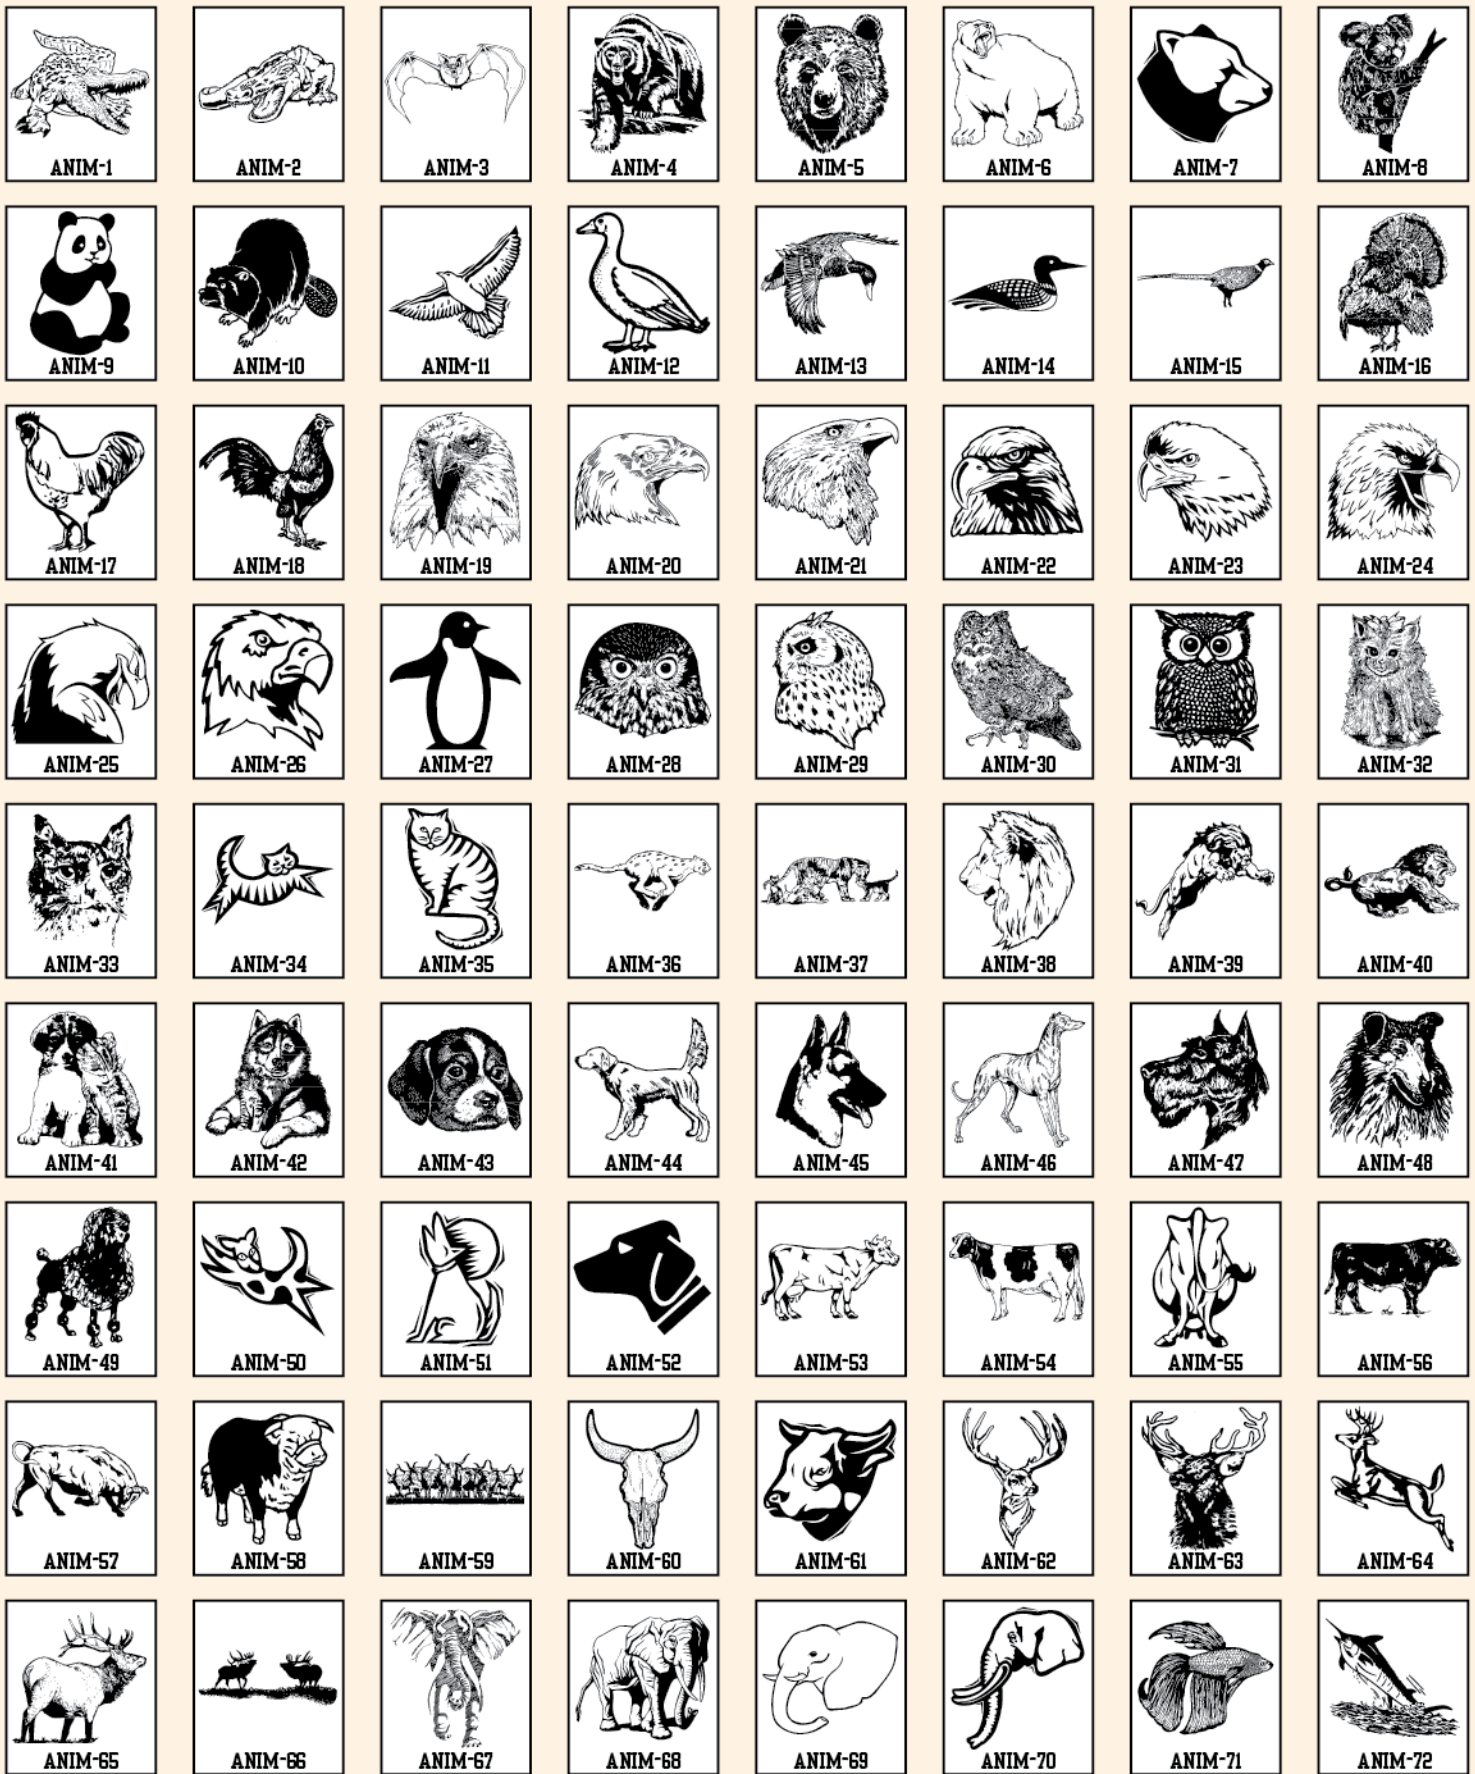 ANIM-1 ANIM-2 ANIM-3 ANIM-4 ANIM-5 ANIM-6 ANIM-7 ANIM-8
ANIM-9 ANIM-10 ANIM-11 ANIM-12 ANIM-13 ANIM-14 ANIM-15 ANIM-16
ANIM-17 ANIM-18 ANIM-19 ANIM-20 ANIM-21 ANIM-22 ANIM-23 ANIM-24
ANIM-25 ANIM-26 ANIM-27 ANIM-28 ANIM-29 ANIM-30 ANIM-31 ANIM-32
ANIM-33 ANIM-34 ANIM-35 ANIM-36 ANIM-37 ANIM-38 ANIM-39 ANIM-40
ANIM-41 ANIM-42 ANIM-43 ANIM-44 ANIM-45 ANIM-46 ANIM-47 ANIM-48
ANIM-49 ANIM-50 ANIM-51 ANIM-52 ANIM-53 ANIM-54 ANIM-55 ANIM-56
ANIM-57 ANIM-58 ANIM-59 ANIM-60 ANIM-61 ANIM-62 ANIM-63 ANIM-64
ANIM-65 ANIM-66 ANIM-67 ANIM-68 ANIM-69 ANIM-70 ANIM-71 ANIM-72